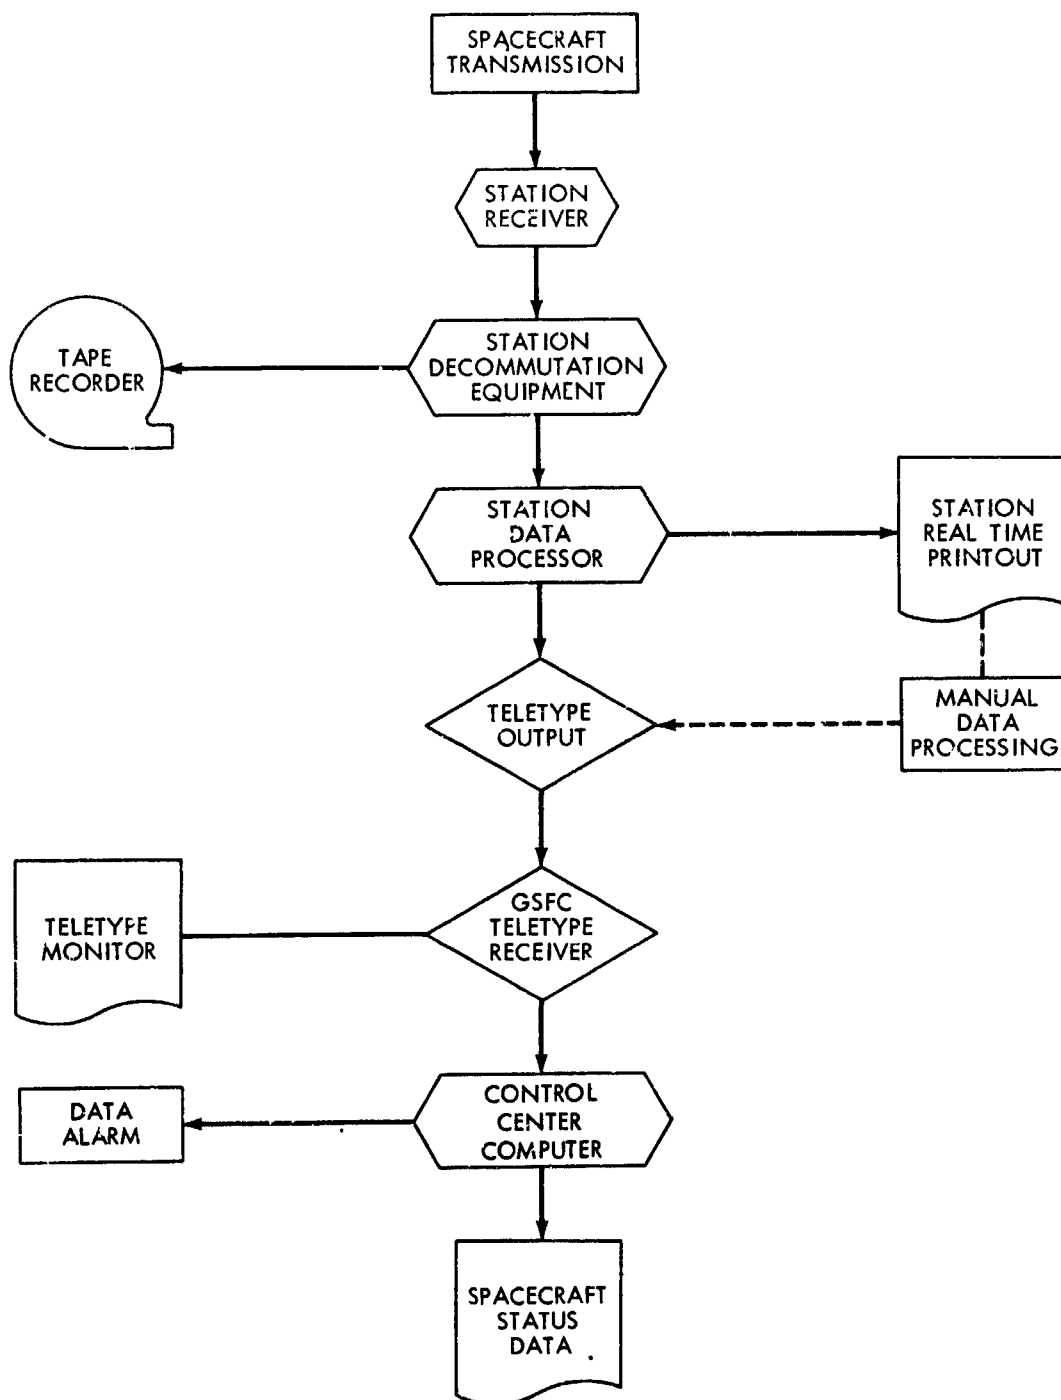 SPACECRAFT
TRANSMISSION
STATION
RECEIVER
STATION
DECOMMUTATION
EQUIPMENT
TAPE
RECORDER
STATION
DATA
PROCESSOR
STATION
REAL TIME
PRINTOUT
TELETYPE
OUTPUT
MANUAL
DATA
PROCESSING
GSFC
TELETYPE
RECEIVER
TELETYPE
MONITOR
CONTROL
CENTER
COMPUTER
DATA
ALARM
SPACECRAFT
STATUS
DATA